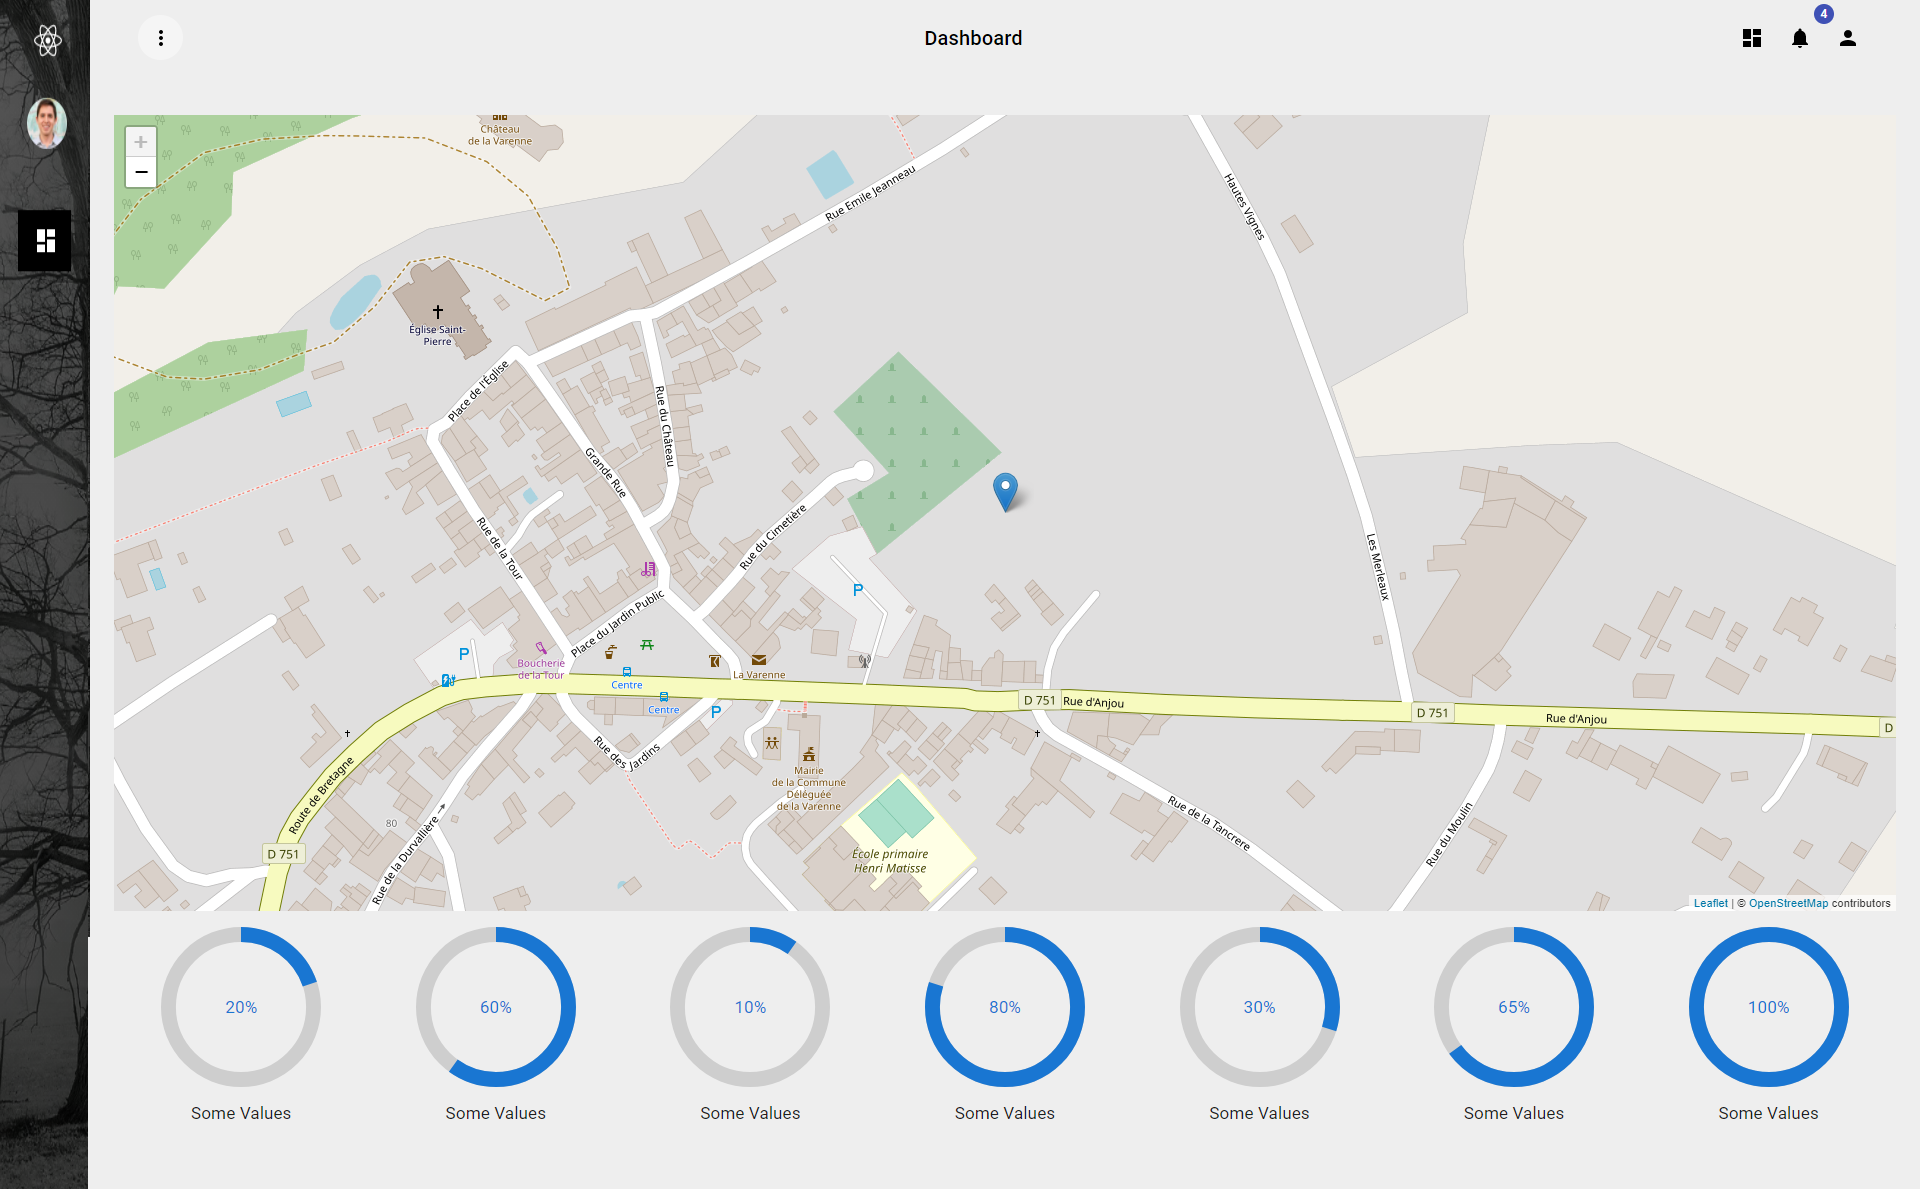 4
Dashboard
+
−
Château
de la Varenne
Rue Emile Jeanneau
Hautes Vignes
Église Saint-
Pierre
Place de l'Église
Rue du Château
Grande Rue
Rue de la Tour
Rue du Cimetière
Les Merleaux
P
Place du Jardin Public
P
Boucherie
de la Tour
Centre
La Varenne
Centre
P
D 751
Rue d'Anjou
D 751
Rue d'Anjou
D
Rue des Jardins
Route de Bretagne
Mairie
de la Commune
Déléguée
de la Varenne
80
Rue de la Durvallière
Rue de la Tancrere
Rue du Moulin
D 751
École primaire
Henri Matisse
Leaflet | © OpenStreetMap contributors
20%
60%
10%
80%
30%
65%
100%
Some Values
Some Values
Some Values
Some Values
Some Values
Some Values
Some Values